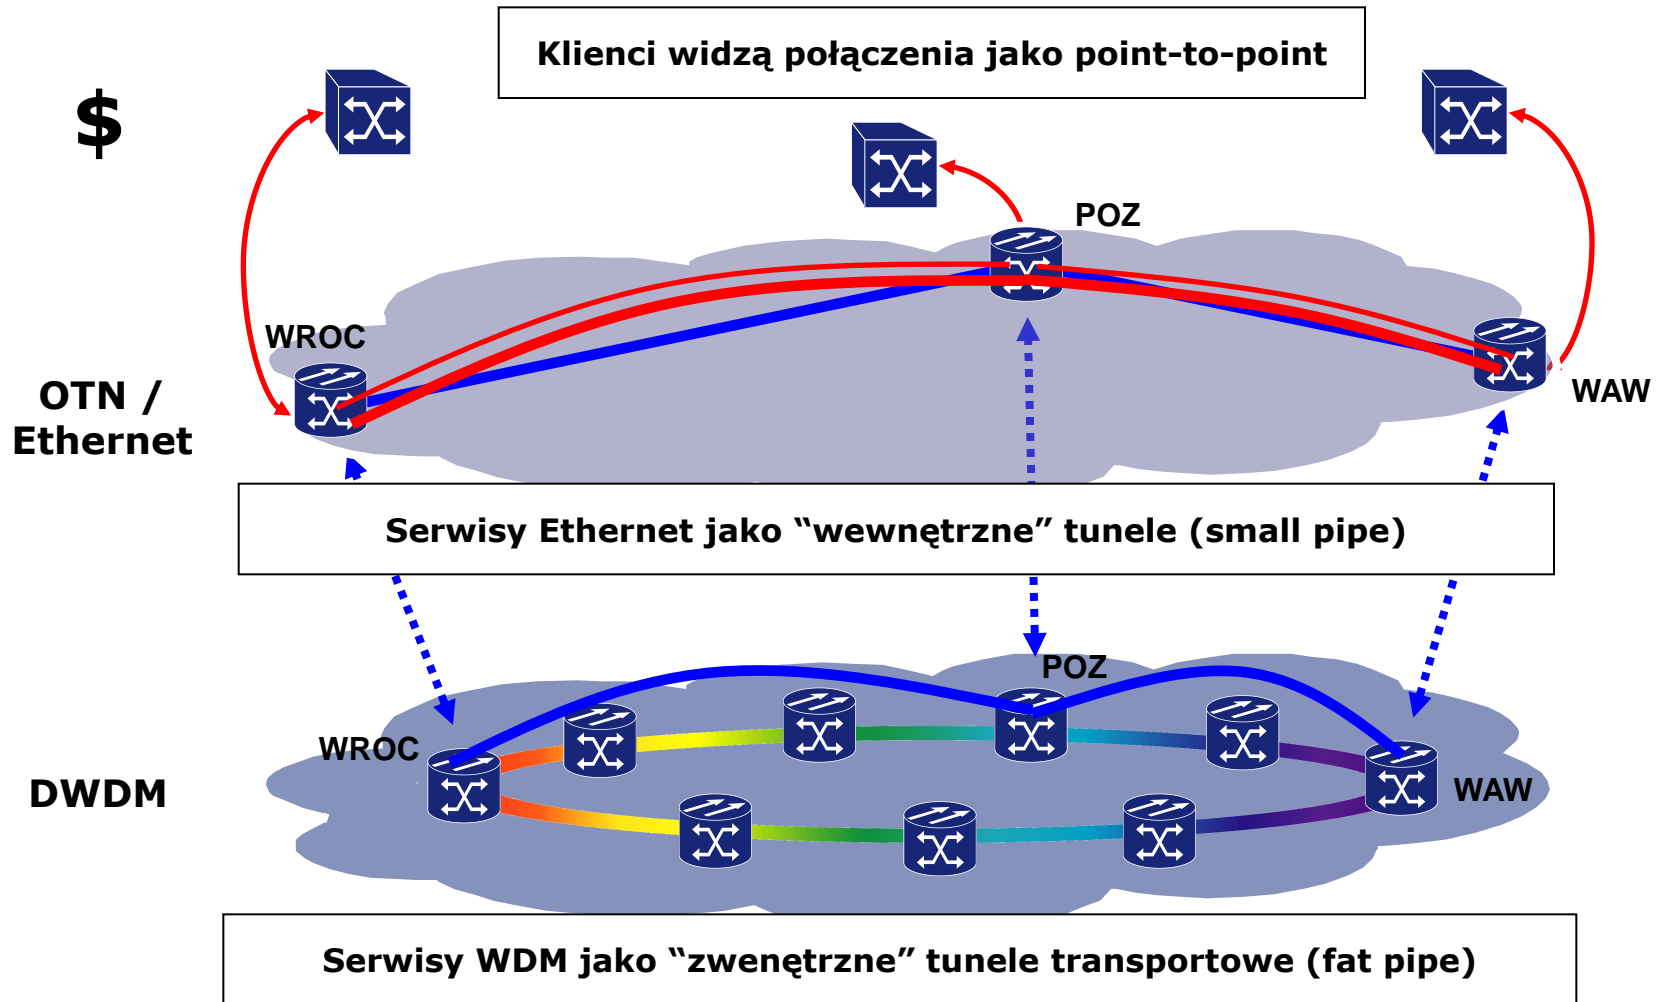 Klienci widzą połączenia jako point-to-point
$
POZ
WROC
OTN /
Ethernet
WAW
Serwisy Ethernet jako “wewnętrzne” tunele (small pipe)
POZ
WROC
DWDM
WAW
Serwisy WDM jako “zwenętrzne” tunele transportowe (fat pipe)